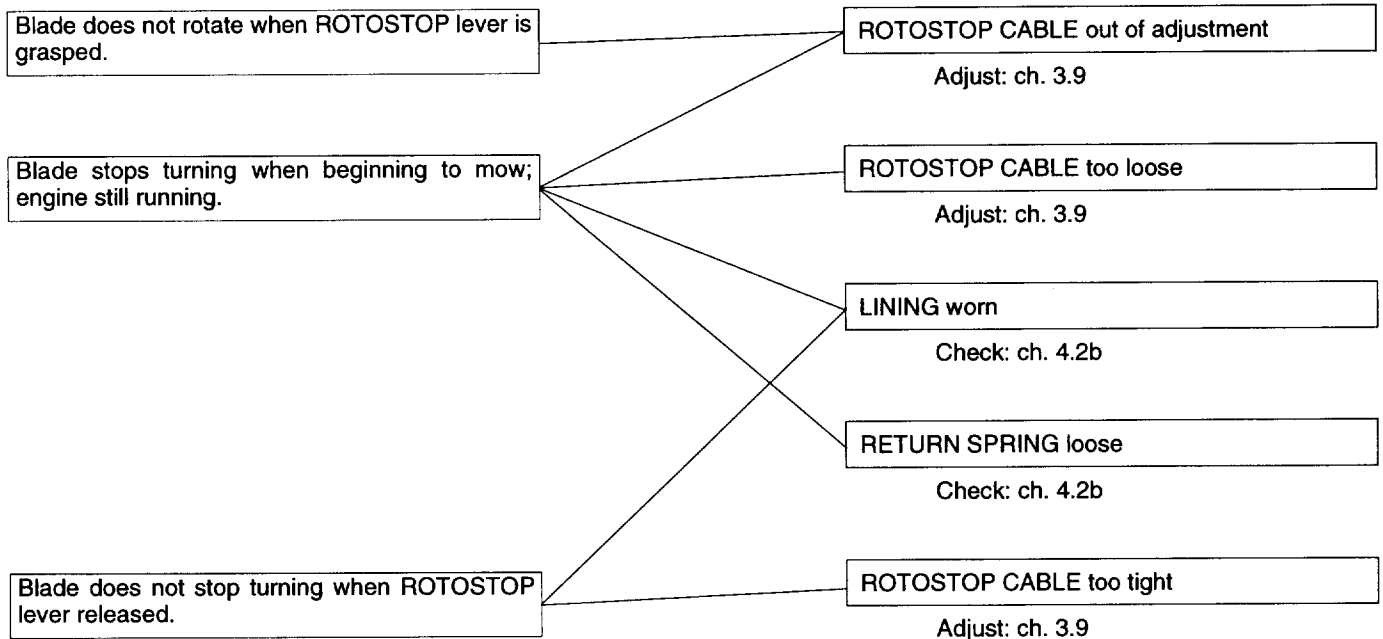 Blade does not rotate when ROTOSTOP lever is
grasped.
ROTOSTOP CABLE out of adjustment
Adjust: ch. 3.9
Blade stops turning when beginning to mow;
engine still running.
ROTOSTOP CABLE too loose
Adjust: ch. 3.9
LINING worn
Check: ch. 4.2b
RETURN SPRING loose
Check: ch. 4.2b
Blade does not stop turning when ROTOSTOP
lever released.
ROTOSTOP CABLE too tight
Adjust: ch. 3.9